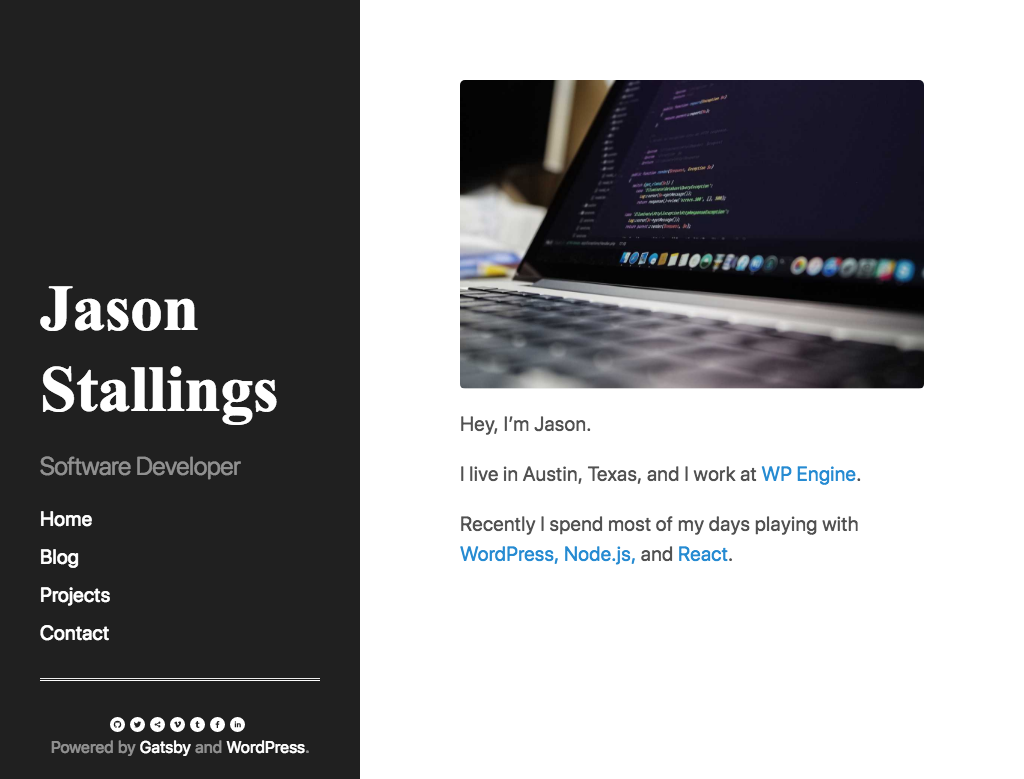 Jason
Stallings
Software Developer
Home
Blog
Projects
Contact
Powered by Gatsby and WordPress.
Hey, I’m Jason.
I live in Austin, Texas, and I work at WP Engine.
Recently I spend most of my days playing with
WordPress, Node.js, and React.